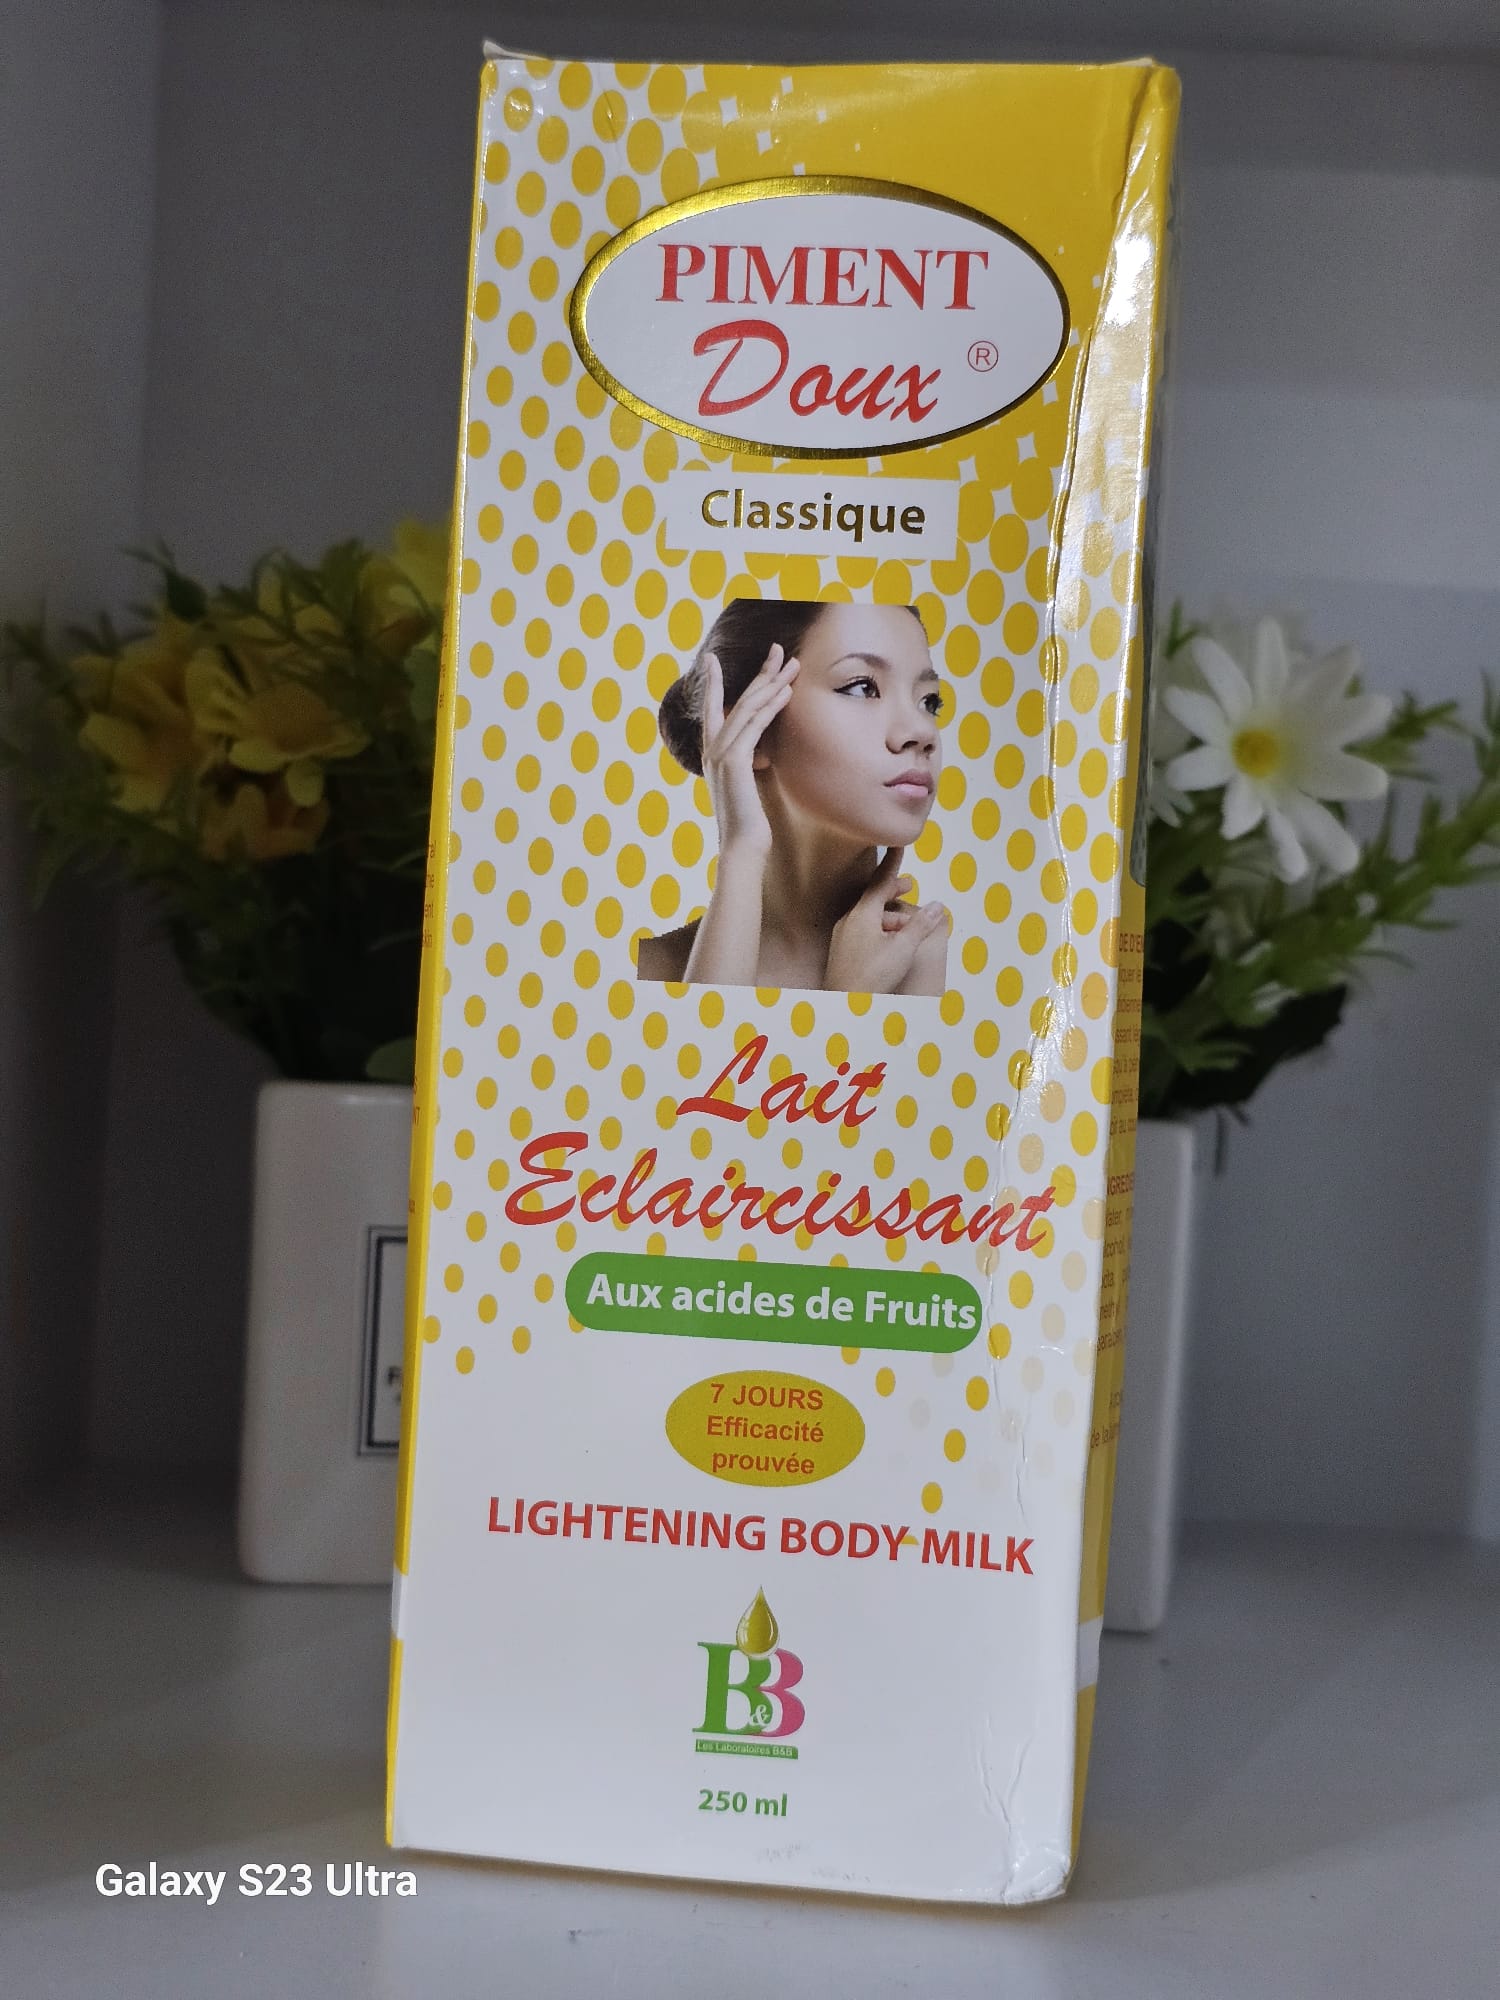 PIMENT
Doux ®
Classique
Lait
Eclaircissant
Aux acides de Fruits
7 JOURS
Efficacité
prouvée
LIGHTENING BODY MILK
B&B
Les Laboratoires B&B
250 ml
Galaxy S23 Ultra